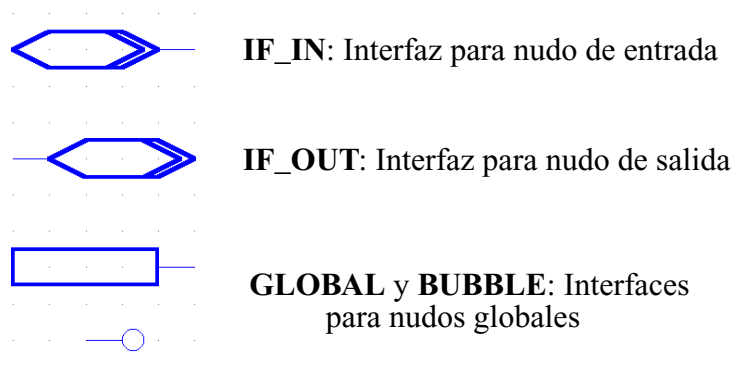 IF_IN: Interfaz para nudo de entrada
IF_OUT: Interfaz para nudo de salida
GLOBAL y BUBBLE: Interfaces
para nudos globales